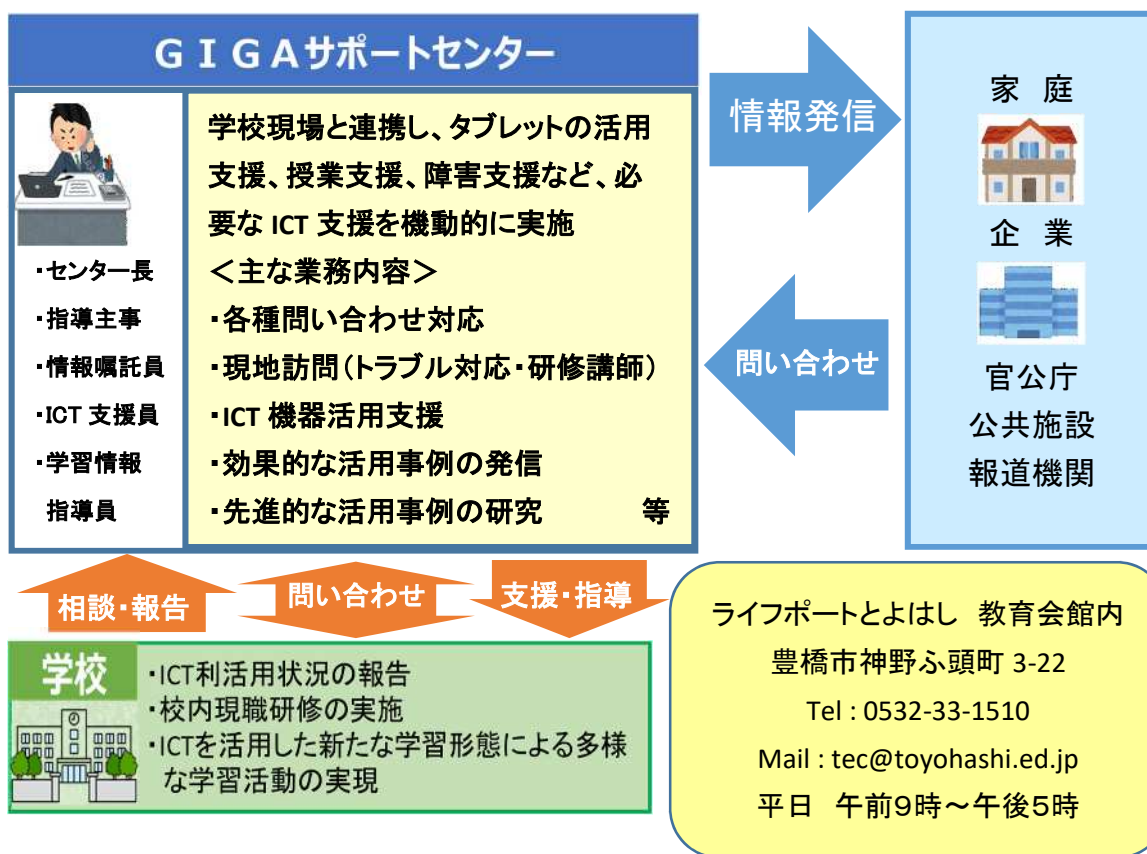 GIGAサポートセンター
学校現場と連携し、タブレットの活用
支援、授業支援、障害支援など、必
要な ICT 支援を機動的に実施
＜主な業務内容＞
・各種問い合わせ対応
・現地訪問(トラブル対応・研修講師)
・ICT 機器活用支援
・効果的な活用事例の発信
・先進的な活用事例の研究　等
・センター長
・指導主事
・情報嘱託員
・ICT 支援員
・学習情報
指導員
情報発信
問い合わせ
家　庭
企　業
官公庁
公共施設
報道機関
相談・報告
問い合わせ
支援・指導
学校
・ICT利活用状況の報告
・校内現職研修の実施
・ICTを活用した新たな学習形態による多様
な学習活動の実現
ライフポートとよはし　教育会館内
豊橋市神野ふ頭町 3-22
Tel : 0532-33-1510
Mail : tec@toyohashi.ed.jp
平日　午前9時～午後5時